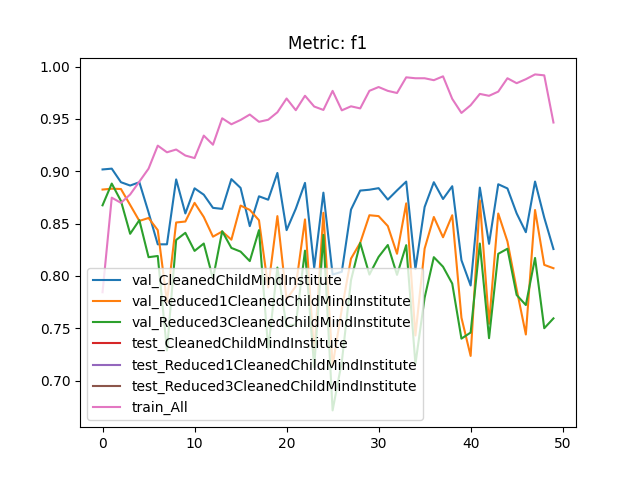 Metric: f1
1.00
0.95
0.90
0.85
0.80
0.75
0.70
val_CleanedChildMindInstitute
val_Reduced1CleanedChildMindInstitute
val_Reduced3CleanedChildMindInstitute
test_CleanedChildMindInstitute
test_Reduced1CleanedChildMindInstitute
test_Reduced3CleanedChildMindInstitute
train_All
0 10 20 30 40 50